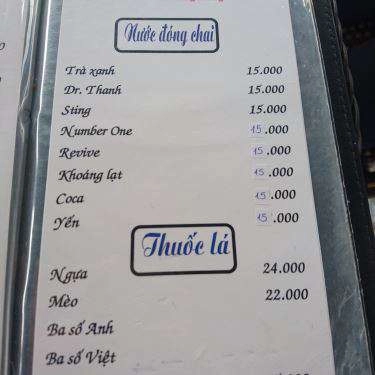 Nước đóng chai
Trà xanh 15.000
Dr. Thanh 15.000
Sting 15.000
Number One 15.000
Revive 15.000
Khoáng lạt 15.000
Coca 15.000
Yến 15.000
Thuốc lá
Ngựa 24.000
Mèo 22.000
Ba số Anh
Ba số Việt